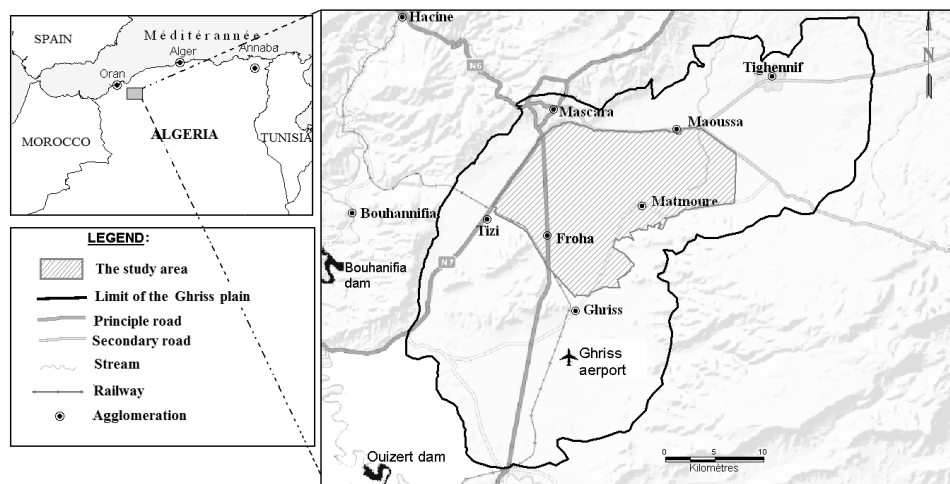 SPAIN
Méditérrannée
Alger
Annaba
Oran
MOROCCO
ALGERIA
TUNISIA
LEGEND:
The study area
Limit of the Ghriss plain
Principle road
Secondary road
Stream
Railway
Agglomeration
Hacine
N6
Tighennif
N
Mascara
Maoussa
Bouhannifia
Matmoure
Tizi
Froha
Bouhanifia
dam
N7
Ghriss
Ghriss
aerport
Ouizert dam
0 5 10
Kilomètres